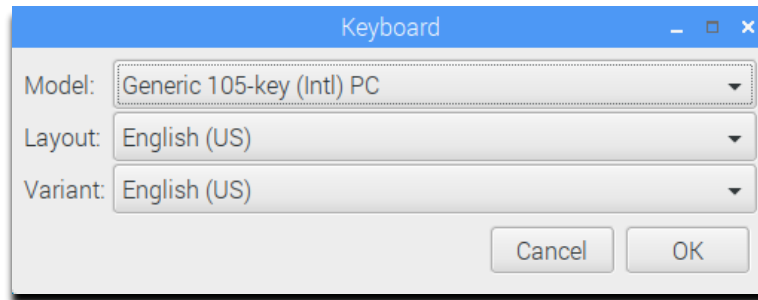 Keyboard
Model: Generic 105-key (Intl) PC
Layout: English (US)
Variant: English (US)
Cancel OK